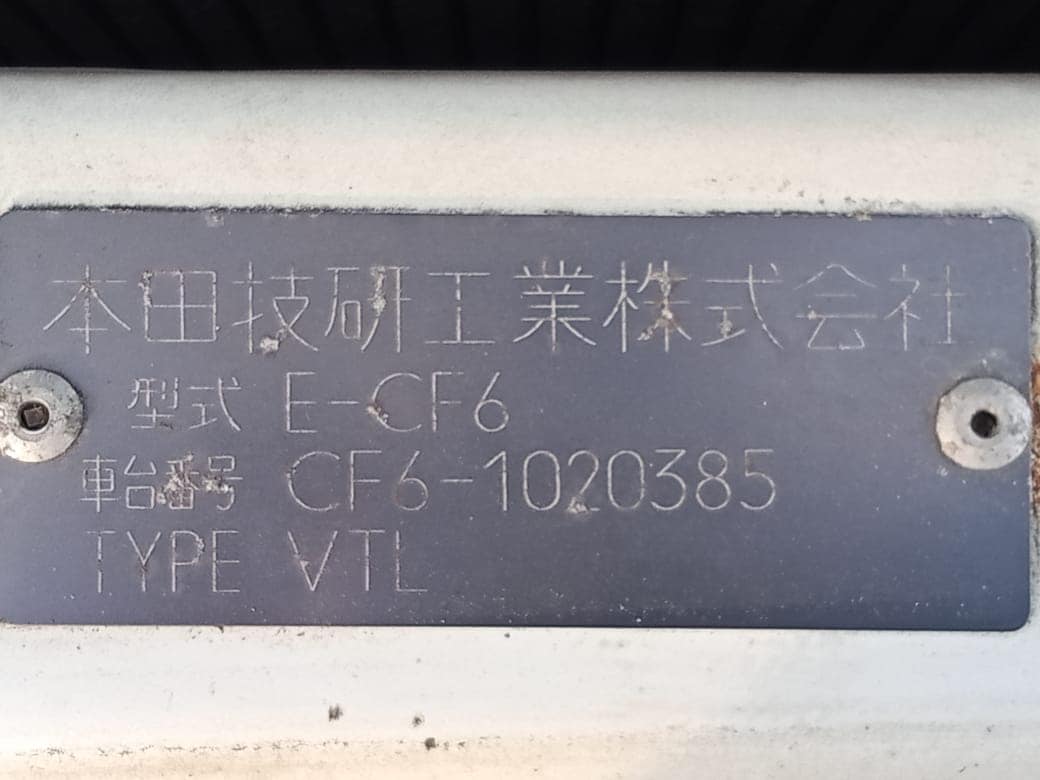 本田技研工業株式会社
型式 E-CF6
車台番号 CF6-1020385
TYPE VTL